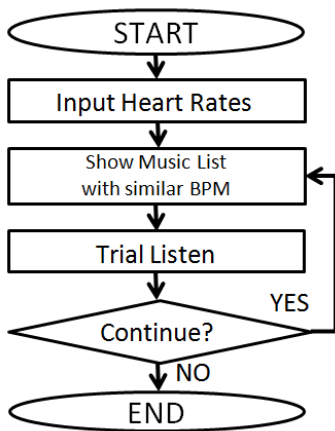 START
Input Heart Rates
Show Music List
with similar BPM
Trial Listen
YES
Continue?
NO
END